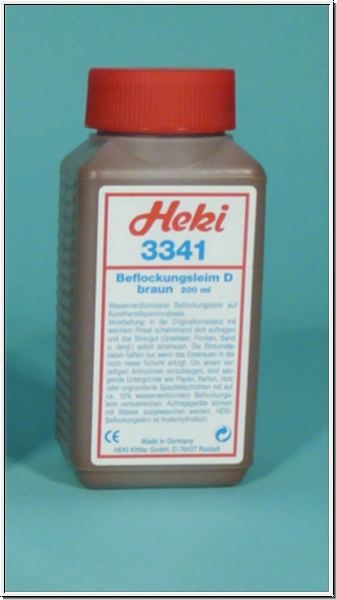 Heki
3341
Beflockungsleim D
braun 200 ml
Wasserverdünnbarer Beflockungsleim auf
Kunstharzdispersionsbasis.
Verarbeitung: In der Originalkonsistenz mit
weichem Pinsel schwimmend dick auftragen
und das Streugut (Grasfaser, Flocken, Sand
u. derg.) sofort einstreuen. Die Streumate-
rialien haften nur, wenn das Einstreuen in die
noch nasse Schicht erfolgt. Um einem vor-
zeitigen Antrocknen vorzubeugen, sind sau-
gende Untergründe wie Papier, Karton, Holz
oder ungrundierte Spachtelschichten mit auf
ca. 10% wasserverdünntem Beflockungs-
leim vorzustreichen. Auftragsgeräte können
mit Wasser ausgewaschen werden. HEKI-
Beflockungsleim ist frostempfindlich!
CE
Made in Germany
HEKI Kittler GmbH, D-76437 Rastatt